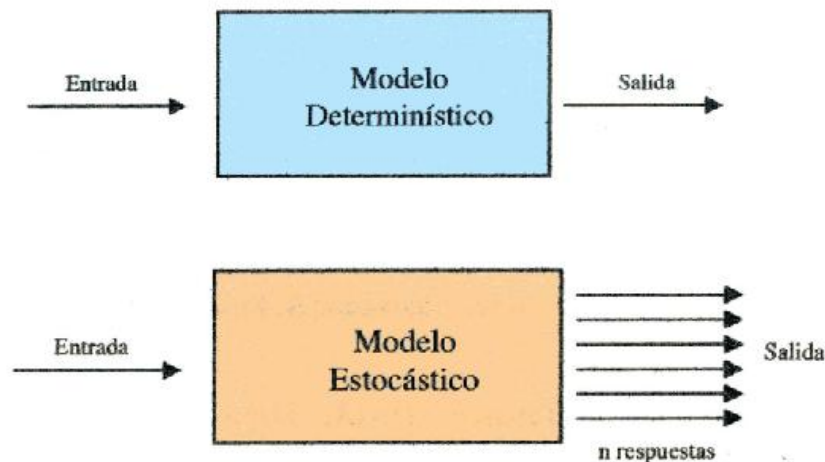 Entrada
Modelo
Determinístico
Salida
Entrada
Modelo
Estocástico
Salida
n respuestas